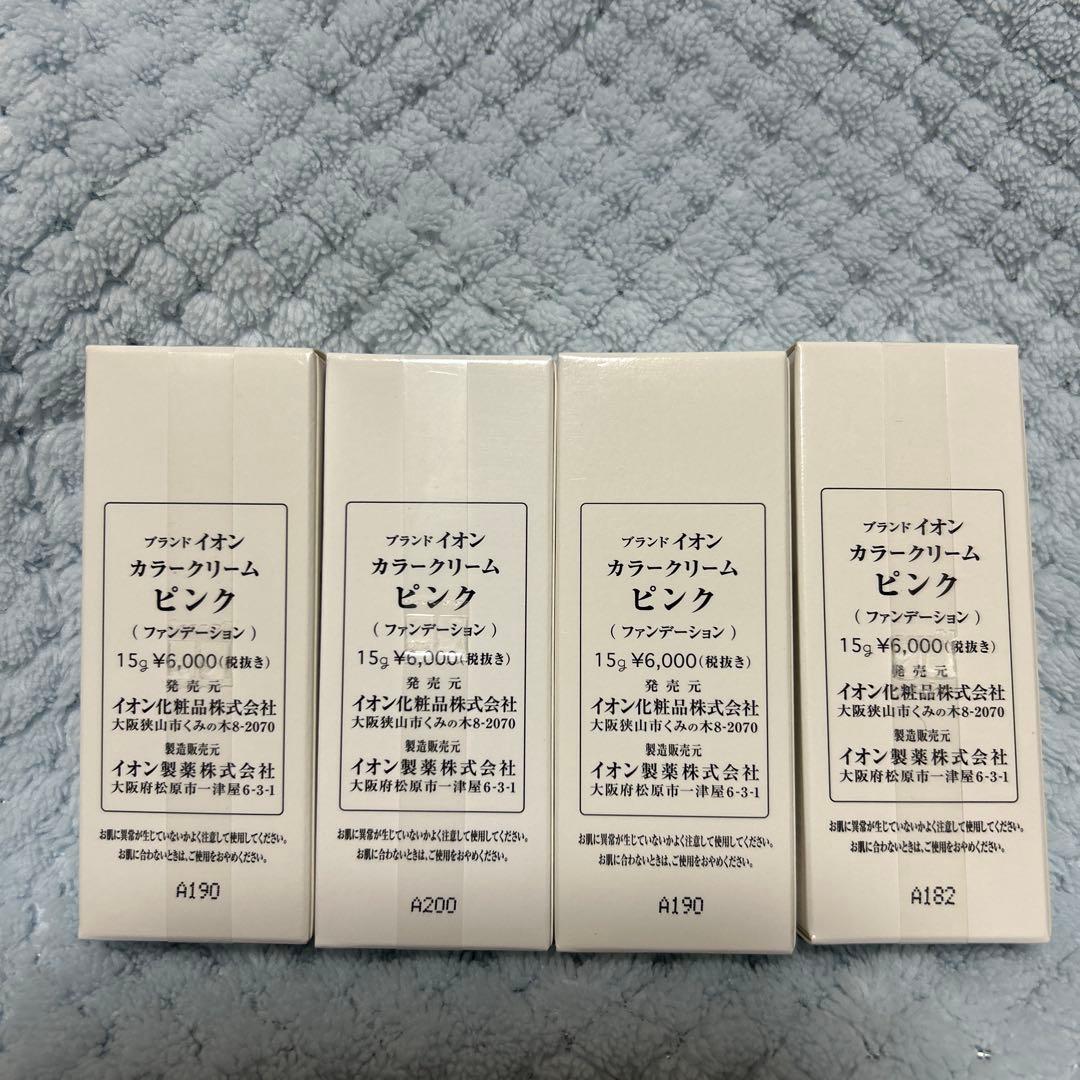 ブランド イオン
カラークリーム
ピンク
( ファンデーション )
15g ¥6,000(税抜き)
発売元
イオン化粧品株式会社
大阪狭山市くみの木8-2070
製造販売元
イオン製薬株式会社
大阪府松原市一津屋6-3-1
お肌に異常が生じていないかよく注意して使用してください。
お肌に合わないときは、ご使用をおやめください。
A190
ブランド イオン
カラークリーム
ピンク
( ファンデーション )
15g ¥6,000(税抜き)
発売元
イオン化粧品株式会社
大阪狭山市くみの木8-2070
製造販売元
イオン製薬株式会社
大阪府松原市一津屋6-3-1
お肌に異常が生じていないかよく注意して使用してください。
お肌に合わないときは、ご使用をおやめください。
A200
ブランド イオン
カラークリーム
ピンク
( ファンデーション )
15g ¥6,000(税抜き)
発売元
イオン化粧品株式会社
大阪狭山市くみの木8-2070
製造販売元
イオン製薬株式会社
大阪府松原市一津屋6-3-1
お肌に異常が生じていないかよく注意して使用してください。
お肌に合わないときは、ご使用をおやめください。
A190
ブランド イオン
カラークリーム
ピンク
( ファンデーション )
15g ¥6,000(税抜き)
発売元
イオン化粧品株式会社
大阪狭山市くみの木8-2070
製造販売元
イオン製薬株式会社
大阪府松原市一津屋6-3-1
お肌に異常が生じていないかよく注意して使用してください。
お肌に合わないときは、ご使用をおやめください。
A182